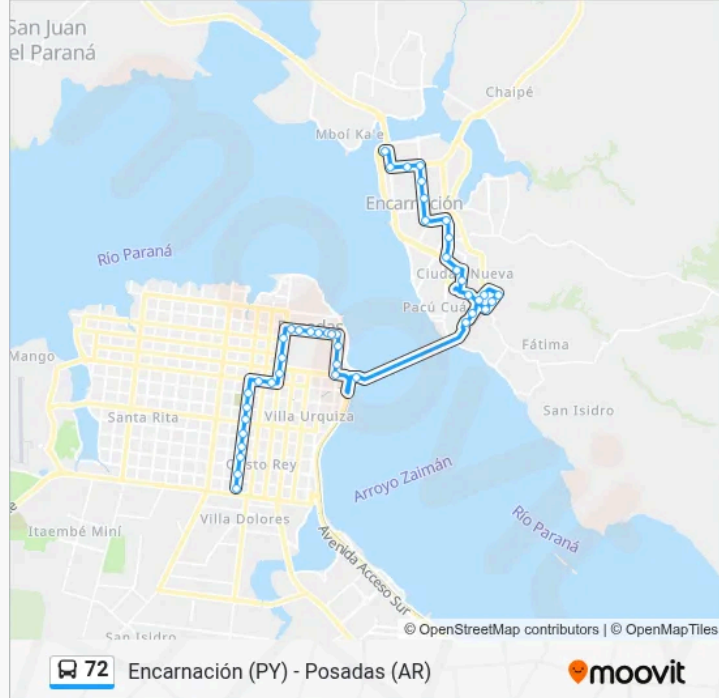 San Juan
el Paraná
Chaipé
Mboí Ka'e
Encarnación
Río Paraná
Ciudad Nueva
Pacú Cuá
Posadas
Mango
Fátima
Santa Rita
Villa Urquiza
San Isidro
Cristo Rey
Arroyo Zaimán
Río Paraná
Villa Dolores
Itaembé Miní
Avenida Acceso Sur
San Isidro
© OpenStreetMap contributors | © OpenMapTiles
72 Encarnación (PY) - Posadas (AR)
moovit